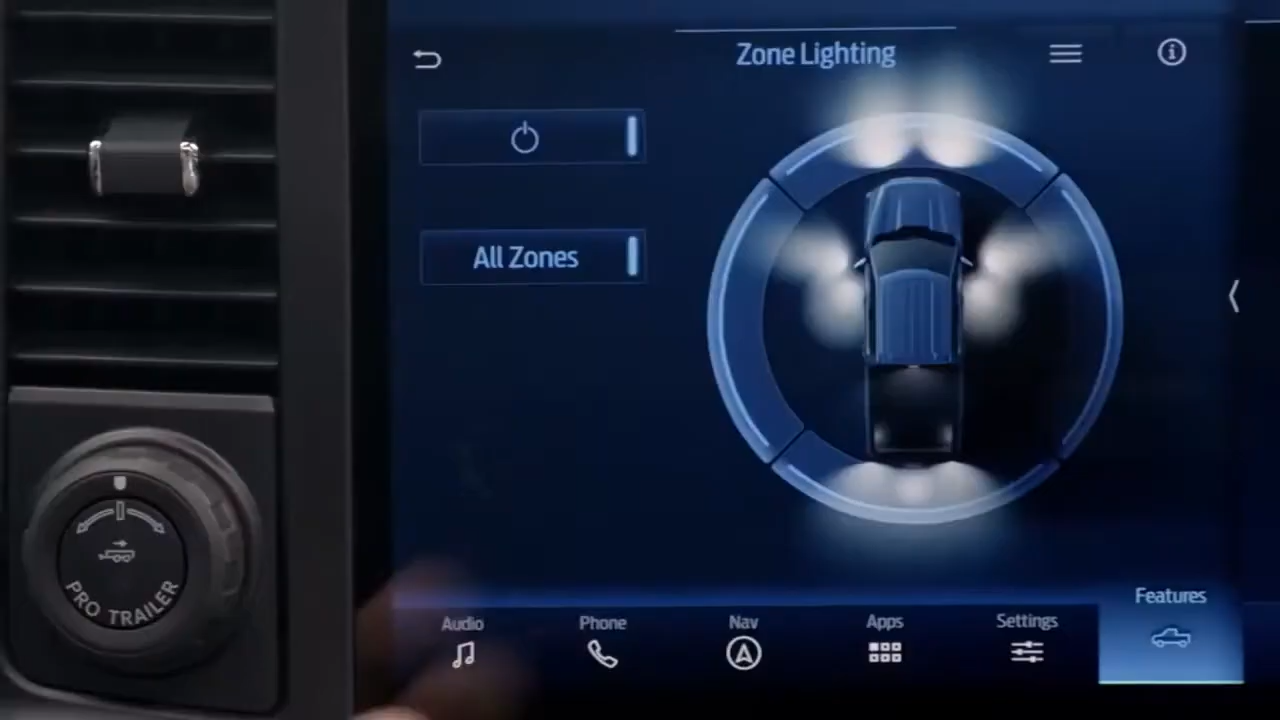 Zone Lighting
All Zones
PRO TRAILER
Features
Audio
Phone
Nav
Apps
Settings